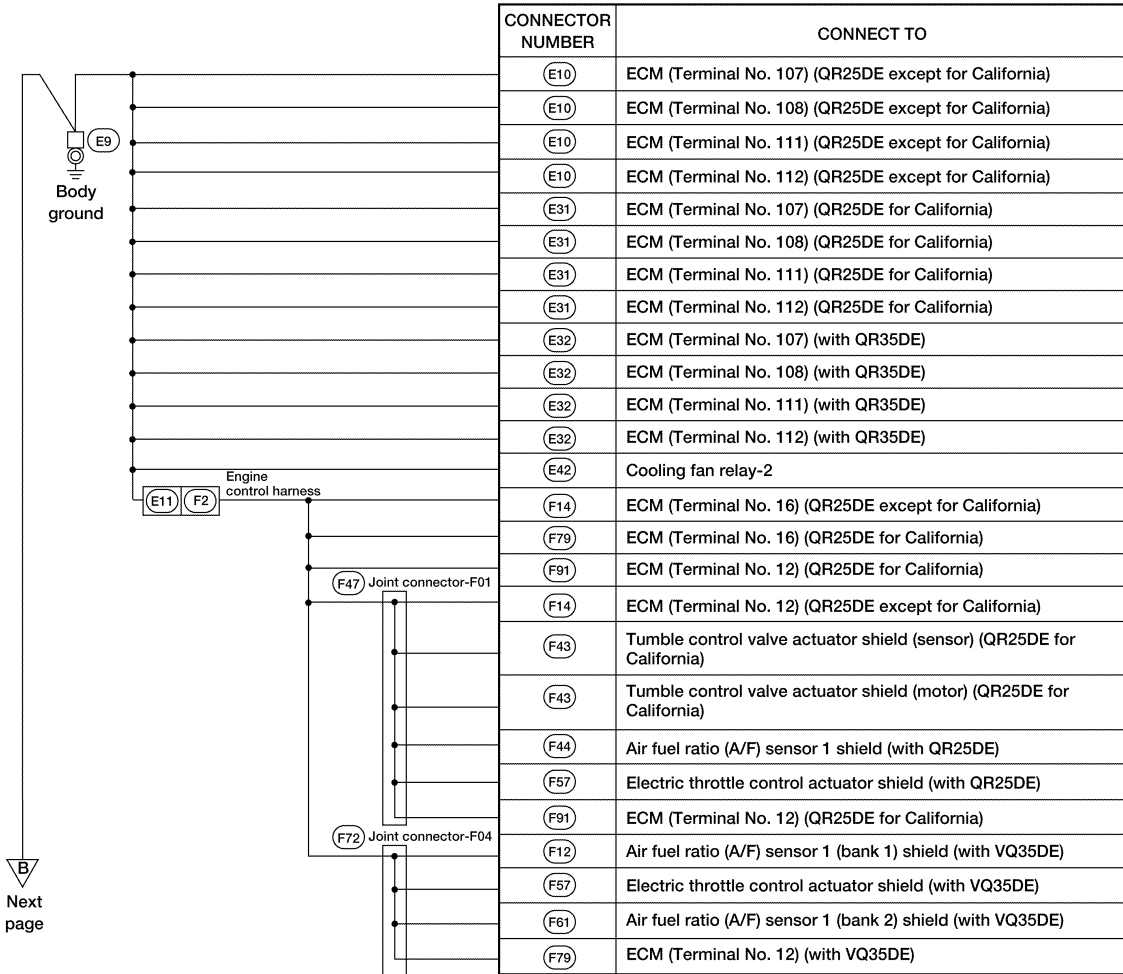 CONNECTOR NUMBER CONNECT TO
E10 ECM (Terminal No. 107) (QR25DE except for California)
E10 ECM (Terminal No. 108) (QR25DE except for California)
E9
E10 ECM (Terminal No. 111) (QR25DE except for California)
E10 ECM (Terminal No. 112) (QR25DE except for California)
Body
ground
E31 ECM (Terminal No. 107) (QR25DE for California)
E31 ECM (Terminal No. 108) (QR25DE for California)
E31 ECM (Terminal No. 111) (QR25DE for California)
E31 ECM (Terminal No. 112) (QR25DE for California)
E32 ECM (Terminal No. 107) (with QR35DE)
E32 ECM (Terminal No. 108) (with QR35DE)
E32 ECM (Terminal No. 111) (with QR35DE)
E32 ECM (Terminal No. 112) (with QR35DE)
E42 Cooling fan relay-2
E11 F2 Engine
control harness
F14 ECM (Terminal No. 16) (QR25DE except for California)
F79 ECM (Terminal No. 16) (QR25DE for California)
F91 ECM (Terminal No. 12) (QR25DE for California)
F47 Joint connector-F01
F14 ECM (Terminal No. 12) (QR25DE except for California)
F43 Tumble control valve actuator shield (sensor) (QR25DE for
California)
F43 Tumble control valve actuator shield (motor) (QR25DE for
California)
F44 Air fuel ratio (A/F) sensor 1 shield (with QR25DE)
F57 Electric throttle control actuator shield (with QR25DE)
F91 ECM (Terminal No. 12) (QR25DE for California)
F72 Joint connector-F04
F12 Air fuel ratio (A/F) sensor 1 (bank 1) shield (with VQ35DE)
F57 Electric throttle control actuator shield (with VQ35DE)
F61 Air fuel ratio (A/F) sensor 1 (bank 2) shield (with VQ35DE)
F79 ECM (Terminal No. 12) (with VQ35DE)
B
Next
page